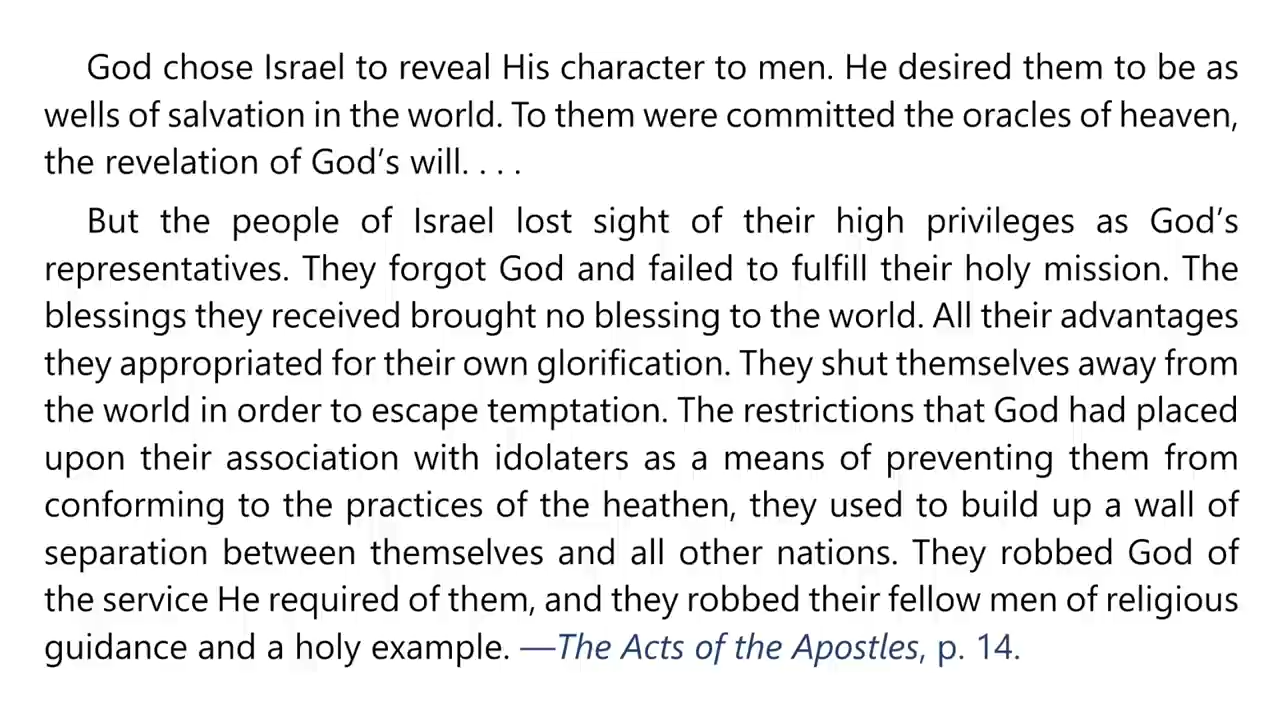 God chose Israel to reveal His character to men. He desired them to be as
wells of salvation in the world. To them were committed the oracles of heaven,
the revelation of God’s will. . . .
But the people of Israel lost sight of their high privileges as God’s
representatives. They forgot God and failed to fulfill their holy mission. The
blessings they received brought no blessing to the world. All their advantages
they appropriated for their own glorification. They shut themselves away from
the world in order to escape temptation. The restrictions that God had placed
upon their association with idolaters as a means of preventing them from
conforming to the practices of the heathen, they used to build up a wall of
separation between themselves and all other nations. They robbed God of
the service He required of them, and they robbed their fellow men of religious
guidance and a holy example. —The Acts of the Apostles, p. 14.